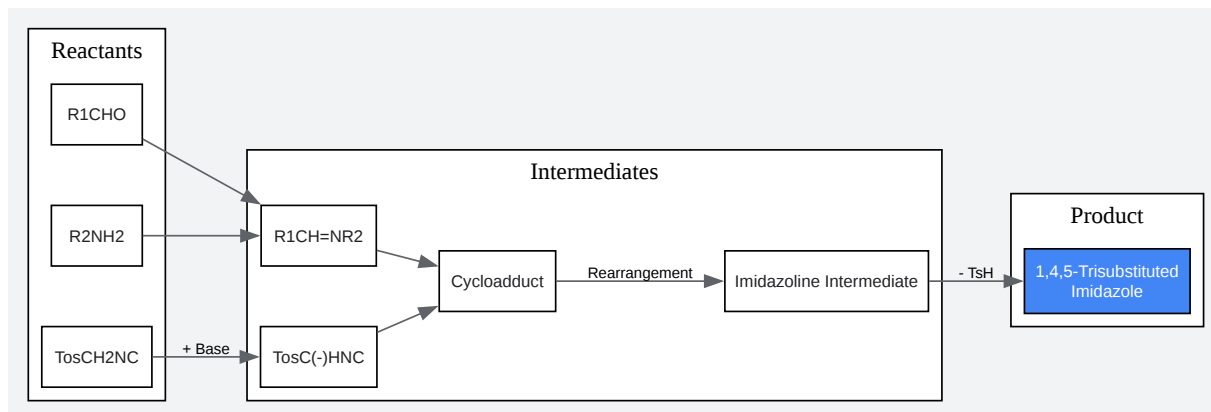 Reactants
R1CHO
R2NH2
TosCH2NC
+ Base
Intermediates
R1CH=NR2
TosC(-)HNC
Cycloadduct
Rearrangement
Imidazoline Intermediate
- TsH
Product
1,4,5-Trisubstituted
Imidazole